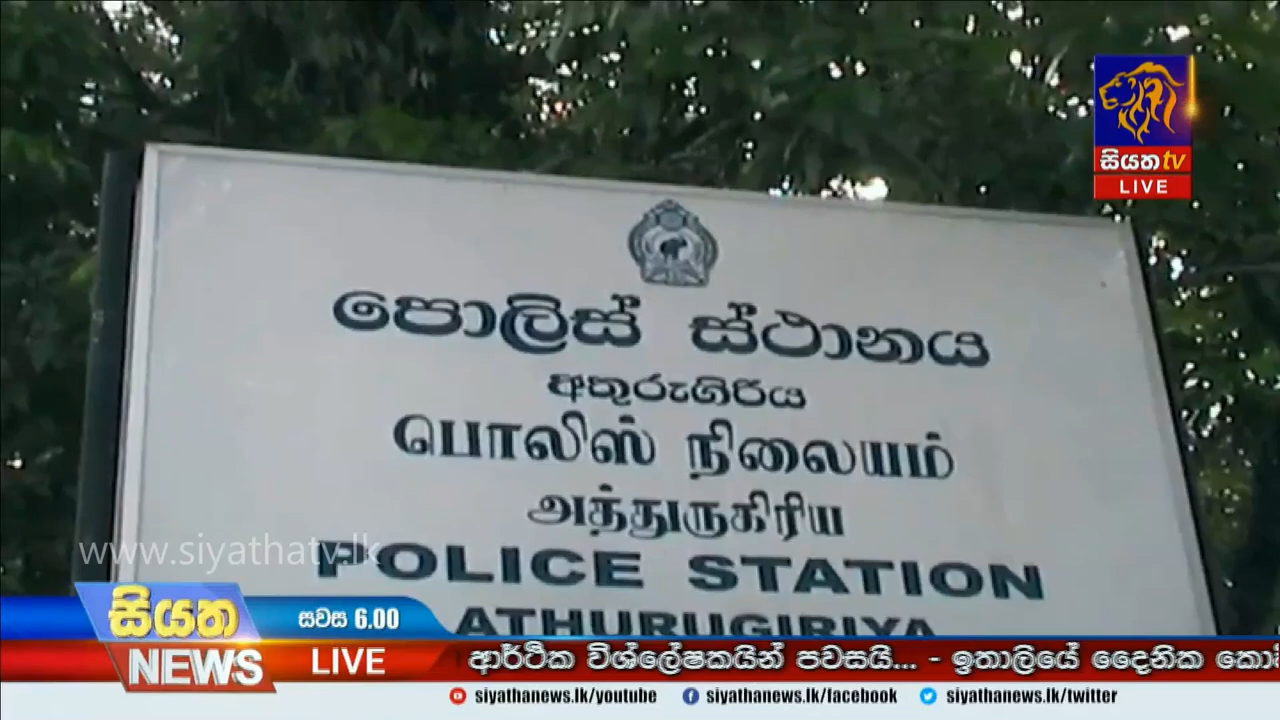 සියත tv
LIVE
පොලිස් ස්ථානය
අතුරුගිරිය
பொலிஸ் நிலையம்
அத்துருகிரிய
POLICE STATION
ATHURUGIRIYA
www.siyathatv.lk
සියත
NEWS
සවස 6.00
LIVE
ආර්ථික විශ්ලේෂකයින් පවසයි... - ඉතාලියේ දෛනික
siyathanews.lk/youtube siyathanews.lk/facebook siyathanews.lk/twitter